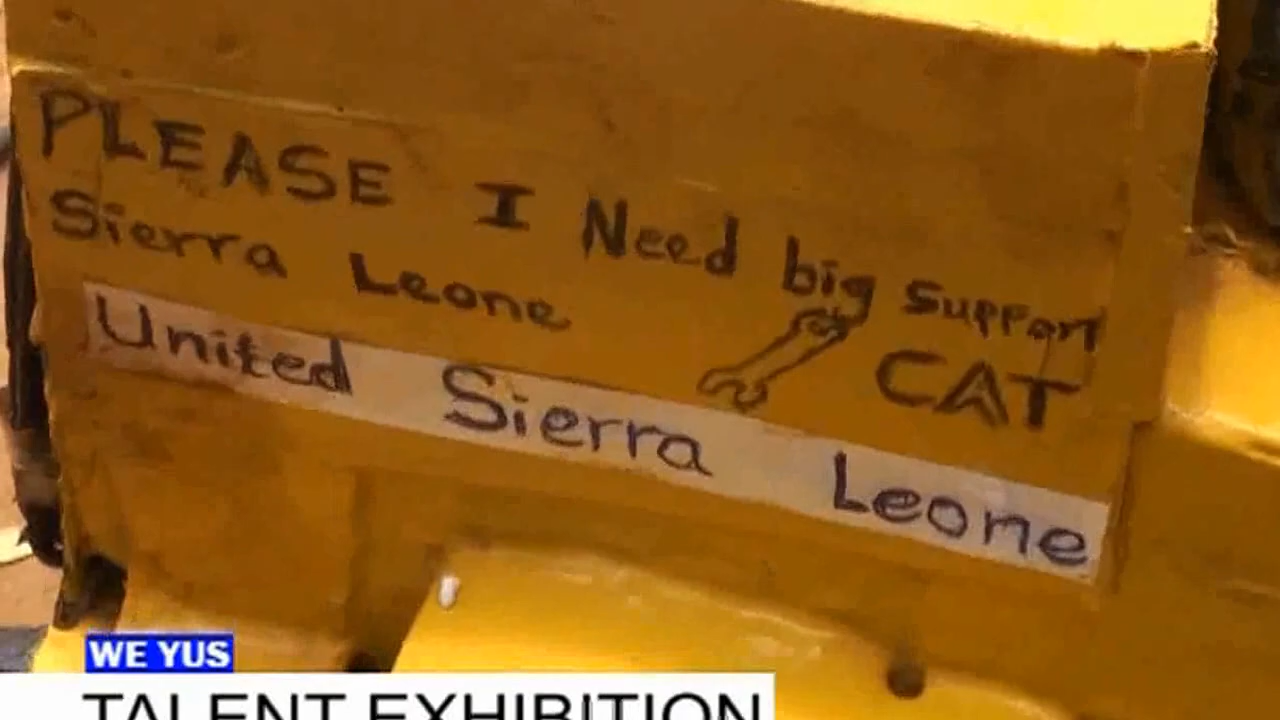 PLEASE I Need big Support
Sierra Leone
CAT
United Sierra Leone
WE YUS
TALENT EXHIBITION